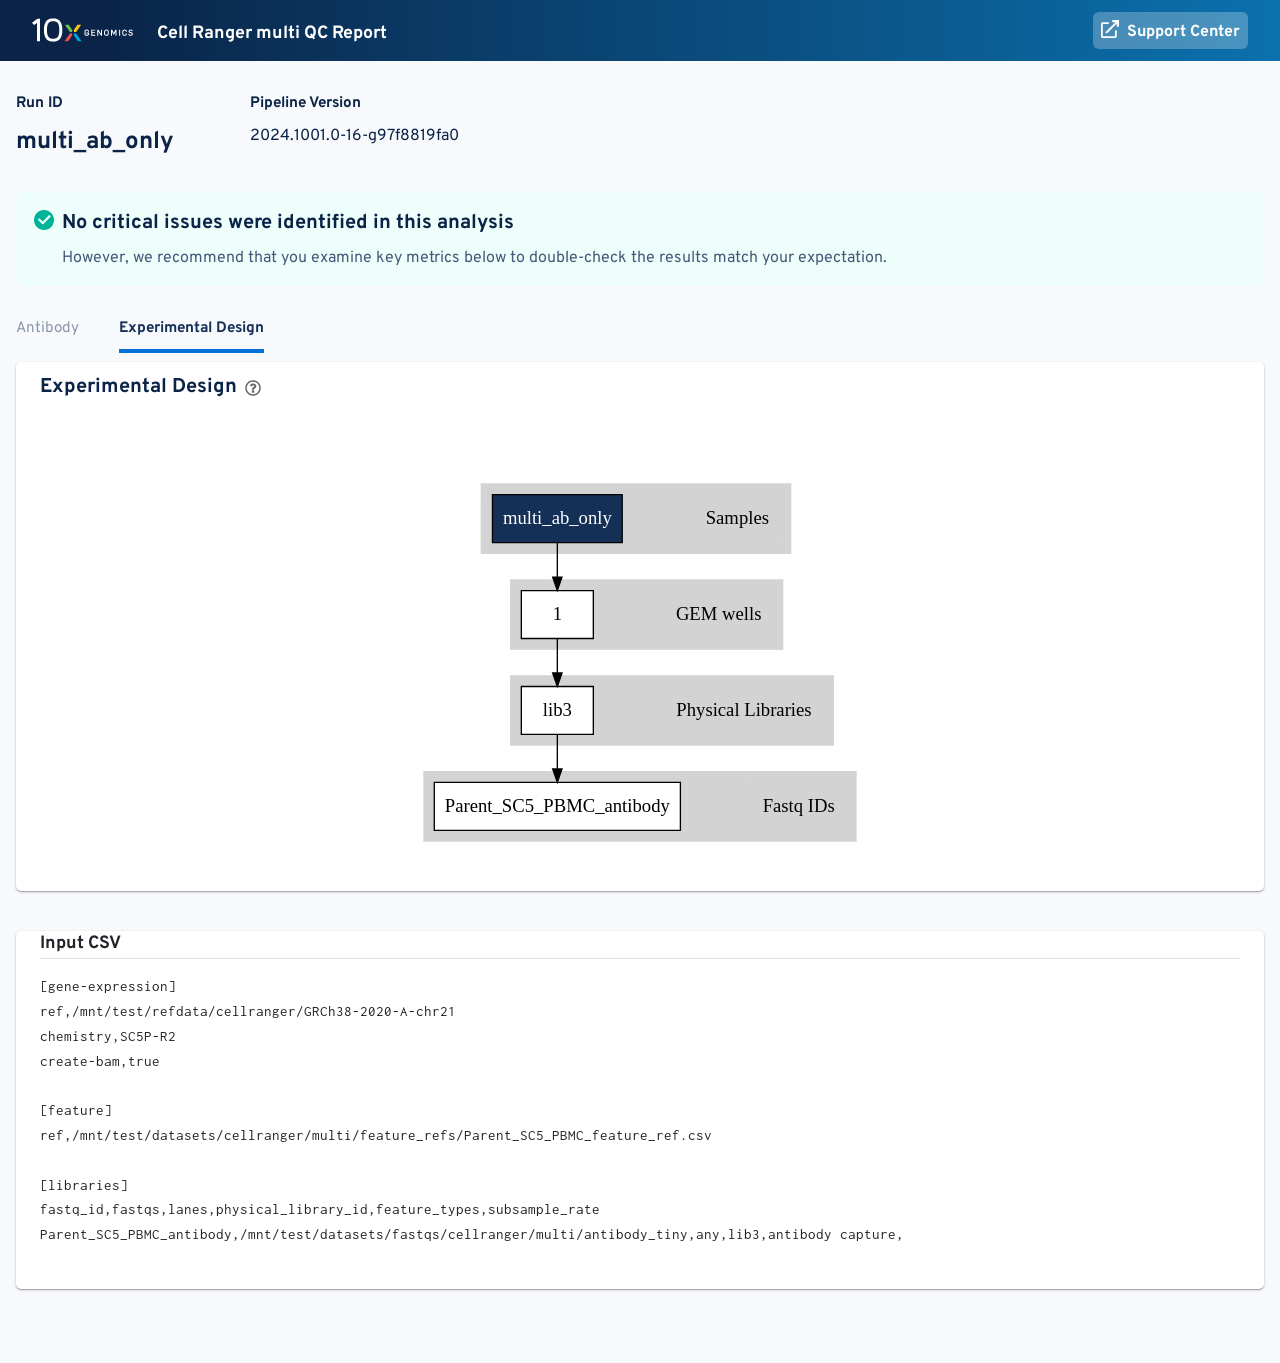 10X GENOMICS Cell Ranger multi QC Report Support Center
Run ID Pipeline Version
multi_ab_only 2024.1001.0-16-g97f8819fa0
No critical issues were identified in this analysis
However, we recommend that you examine key metrics below to double-check the results match your expectation.
Antibody Experimental Design
Experimental Design ?
multi_ab_only Samples
1 GEM wells
lib3 Physical Libraries
Parent_SC5_PBMC_antibody Fastq IDs
Input CSV
[gene-expression]
ref,/mnt/test/refdata/cellranger/GRCh38-2020-A-chr21
chemistry,SC5P-R2
create-bam,true
[feature]
ref,/mnt/test/datasets/cellranger/multi/feature_refs/Parent_SC5_PBMC_feature_ref.csv
[libraries]
fastq_id,fastqs,lanes,physical_library_id,feature_types,subsample_rate
Parent_SC5_PBMC_antibody,/mnt/test/datasets/fastqs/cellranger/multi/antibody_tiny,any,lib3,antibody capture,